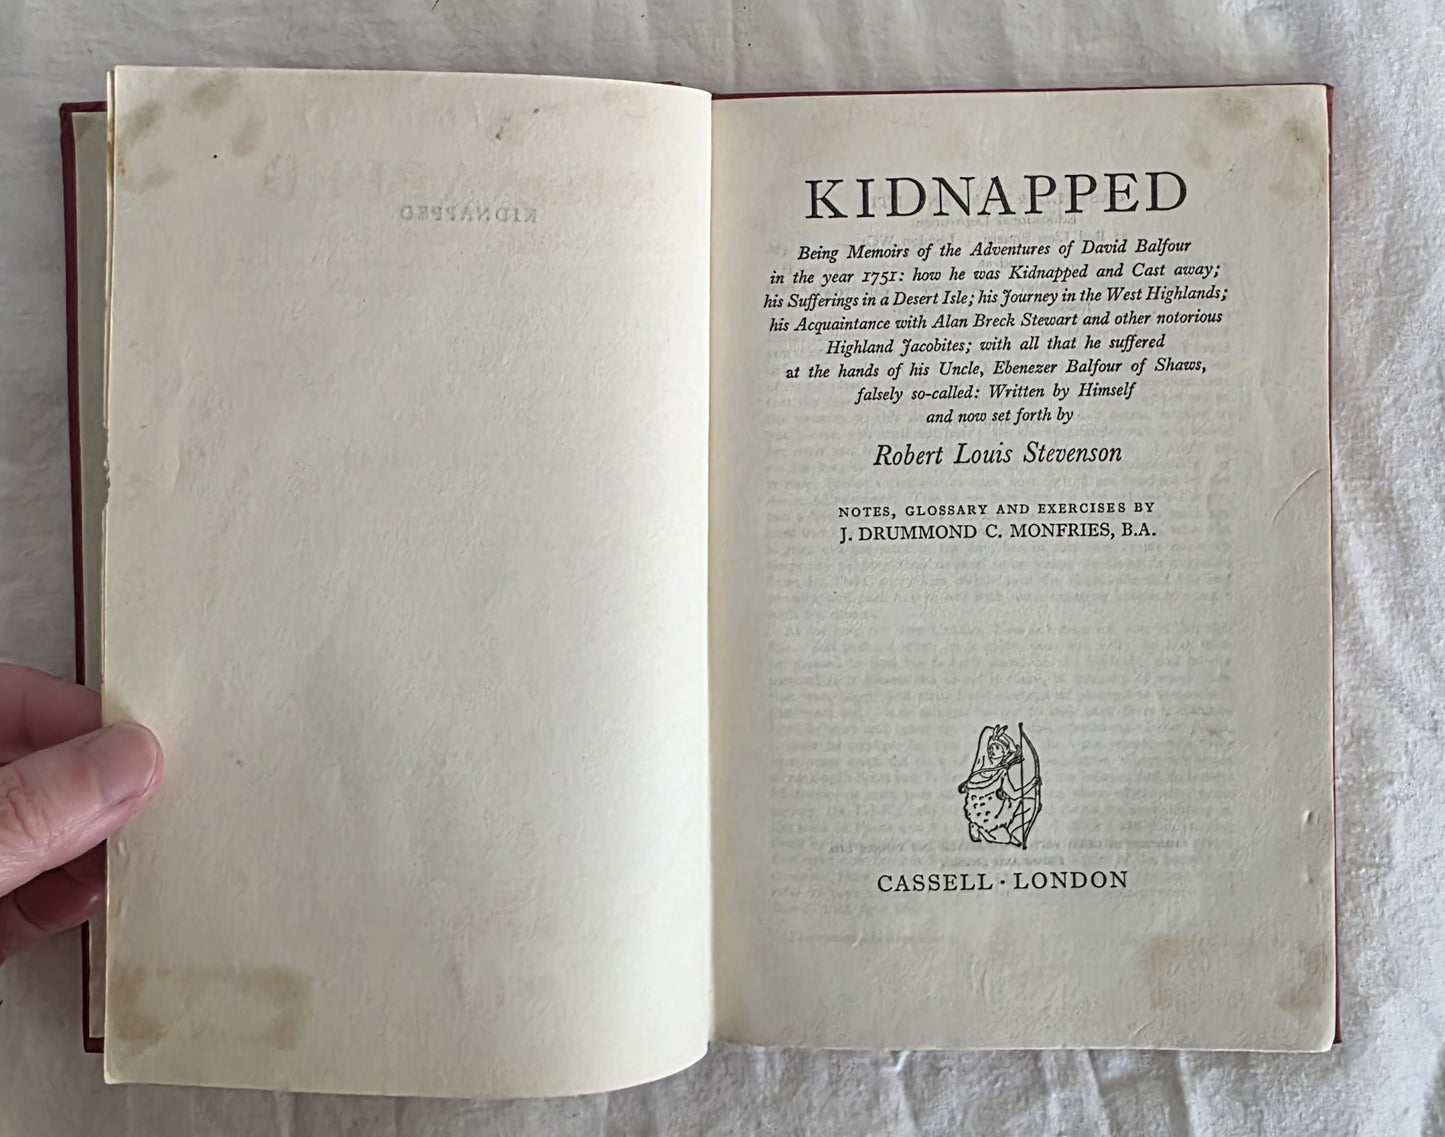 KIDNAPPED
KIDNAPPED
Being Memoirs of the Adventures of David Balfour
in the year 1751: how he was Kidnapped and Cast away;
his Sufferings in a Desert Isle; his Journey in the West Highlands;
his Acquaintance with Alan Breck Stewart and other notorious
Highland Jacobites; with all that he suffered
at the hands of his Uncle, Ebenezer Balfour of Shaws,
falsely so-called: Written by Himself
and now set forth by
Robert Louis Stevenson
NOTES, GLOSSARY AND EXERCISES BY
J. DRUMMOND C. MONFRIES, B.A.
CASSELL · LONDON